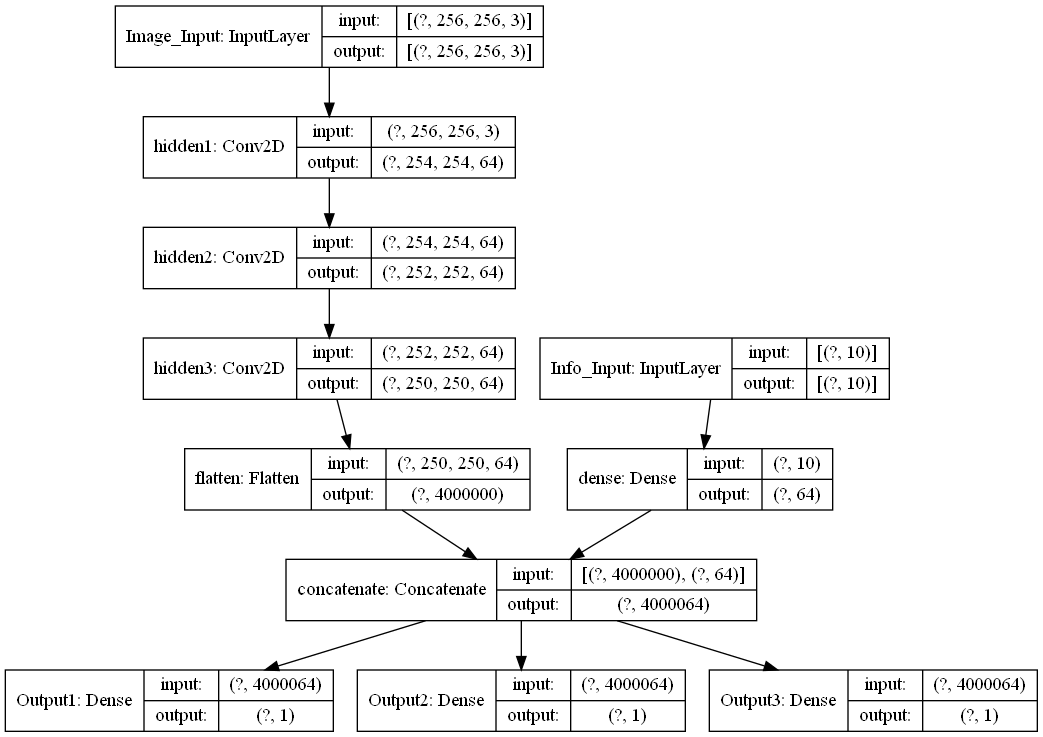 Image_Input: InputLayer
input: [(?, 256, 256, 3)]
output: [(?, 256, 256, 3)]
hidden1: Conv2D
input: (?, 256, 256, 3)
output: (?, 254, 254, 64)
hidden2: Conv2D
input: (?, 254, 254, 64)
output: (?, 252, 252, 64)
hidden3: Conv2D
input: (?, 252, 252, 64)
output: (?, 250, 250, 64)
Info_Input: InputLayer
input: [(?, 10)]
output: [(?, 10)]
flatten: Flatten
input: (?, 250, 250, 64)
output: (?, 4000000)
dense: Dense
input: (?, 10)
output: (?, 64)
concatenate: Concatenate
input: [(?, 4000000), (?, 64)]
output: (?, 4000064)
Output1: Dense
input: (?, 4000064)
output: (?, 1)
Output2: Dense
input: (?, 4000064)
output: (?, 1)
Output3: Dense
input: (?, 4000064)
output: (?, 1)